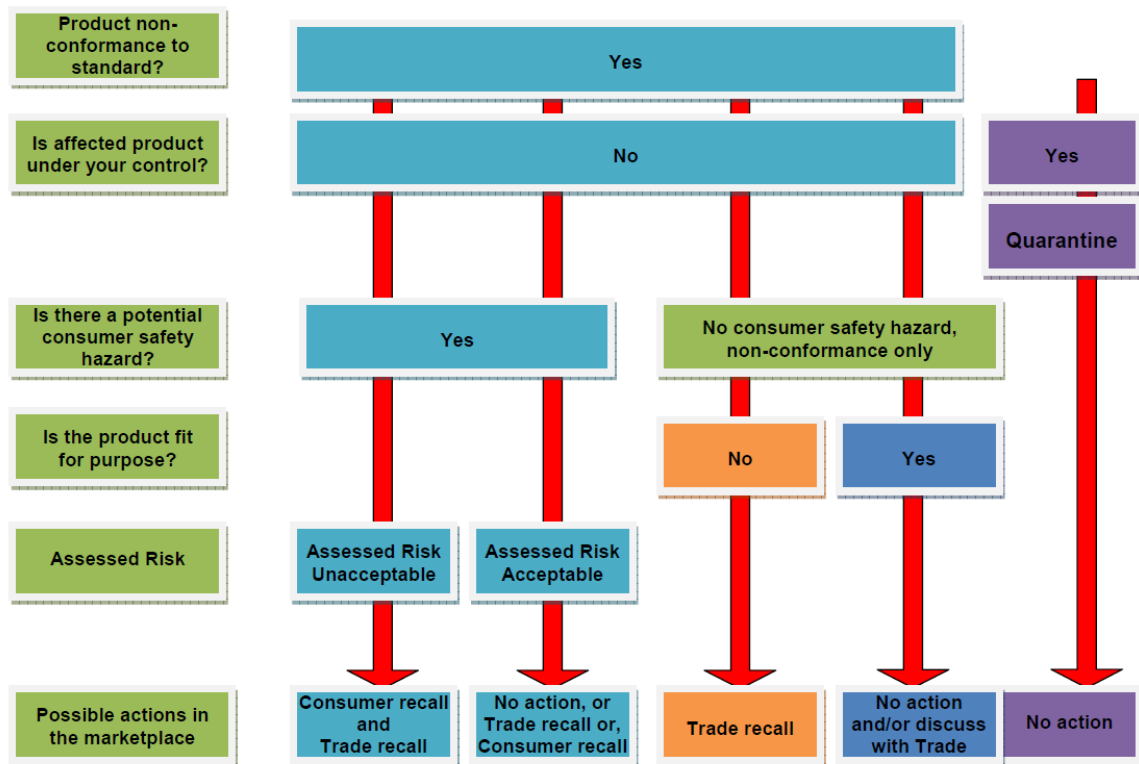 Product non-
conformance to
standard?
Yes
Is affected product
under your control?
No
Yes
Quarantine
Is there a potential
consumer safety
hazard?
Yes
No consumer safety hazard,
non-conformance only
Is the product fit
for purpose?
No
Yes
Assessed Risk
Assessed Risk
Unacceptable
Assessed Risk
Acceptable
Possible actions in
the marketplace
Consumer recall
and
Trade recall
No action, or
Trade recall or,
Consumer recall
Trade recall
No action
and/or discuss
with Trade
No action